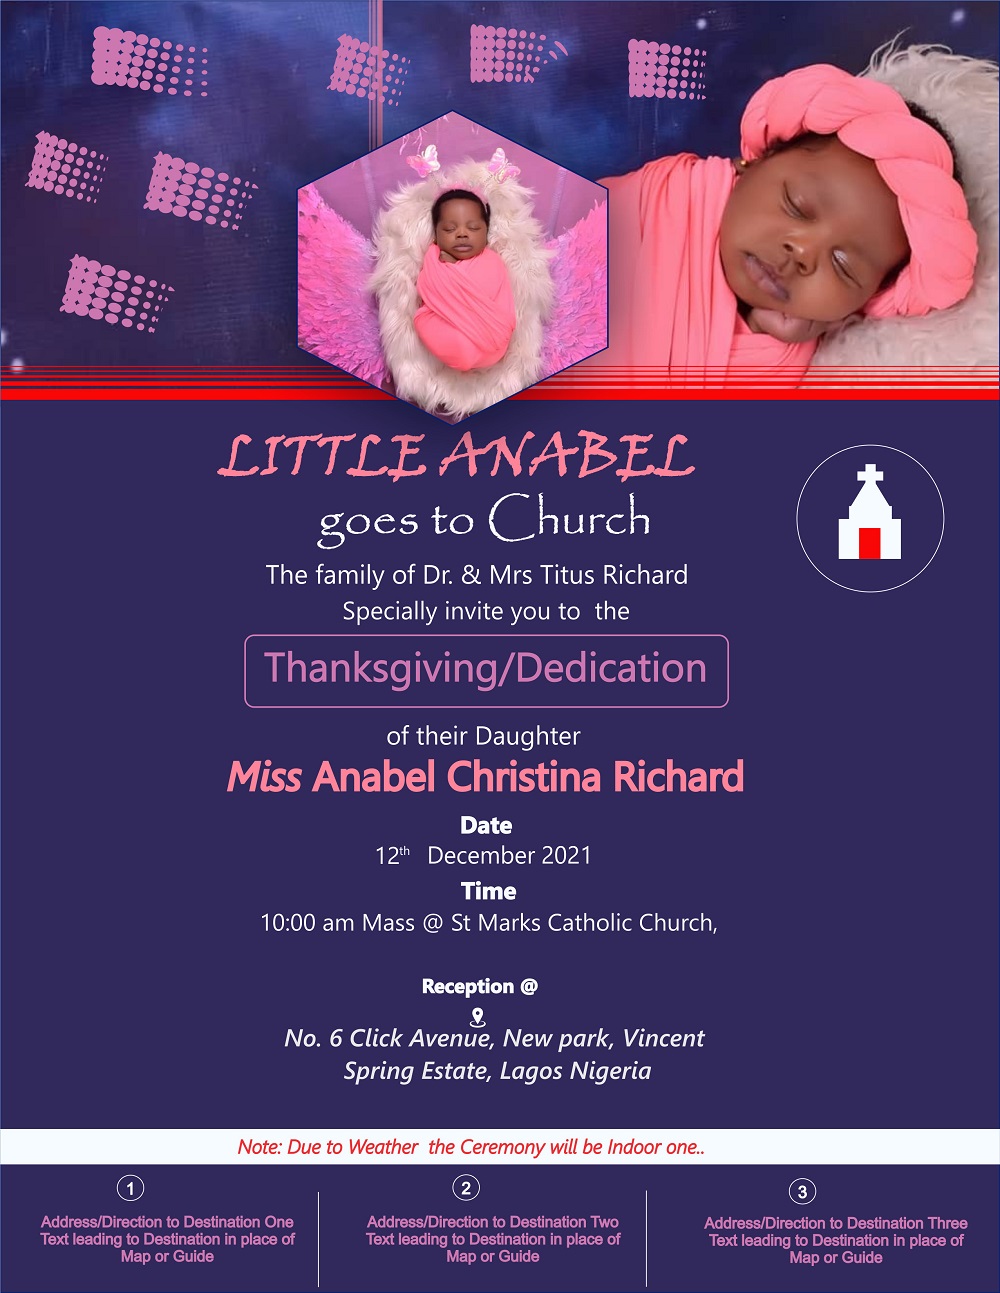 LITTLE ANABEL
goes to Church
The family of Dr. & Mrs Titus Richard
Specially invite you to the
Thanksgiving/Dedication
of their Daughter
Miss Anabel Christina Richard
Date
12th December 2021
Time
10:00 am Mass @ St Marks Catholic Church,
Reception @
No. 6 Click Avenue, New park, Vincent
Spring Estate, Lagos Nigeria
Note: Due to Weather the Ceremony will be Indoor one..
1
Address/Direction to Destination One
Text leading to Destination in place of
Map or Guide
2
Address/Direction to Destination Two
Text leading to Destination in place of
Map or Guide
3
Address/Direction to Destination Three
Text leading to Destination in place of
Map or Guide